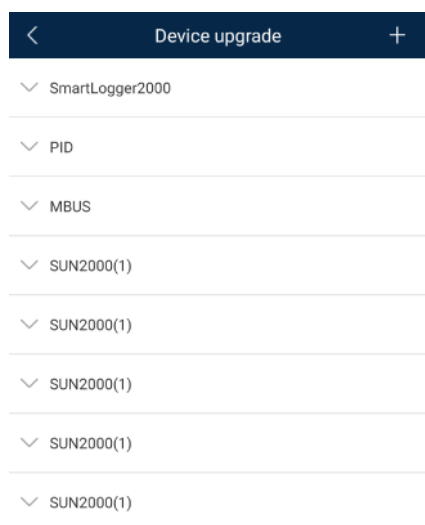 Device upgrade
SmartLogger2000
PID
MBUS
SUN2000(1)
SUN2000(1)
SUN2000(1)
SUN2000(1)
SUN2000(1)